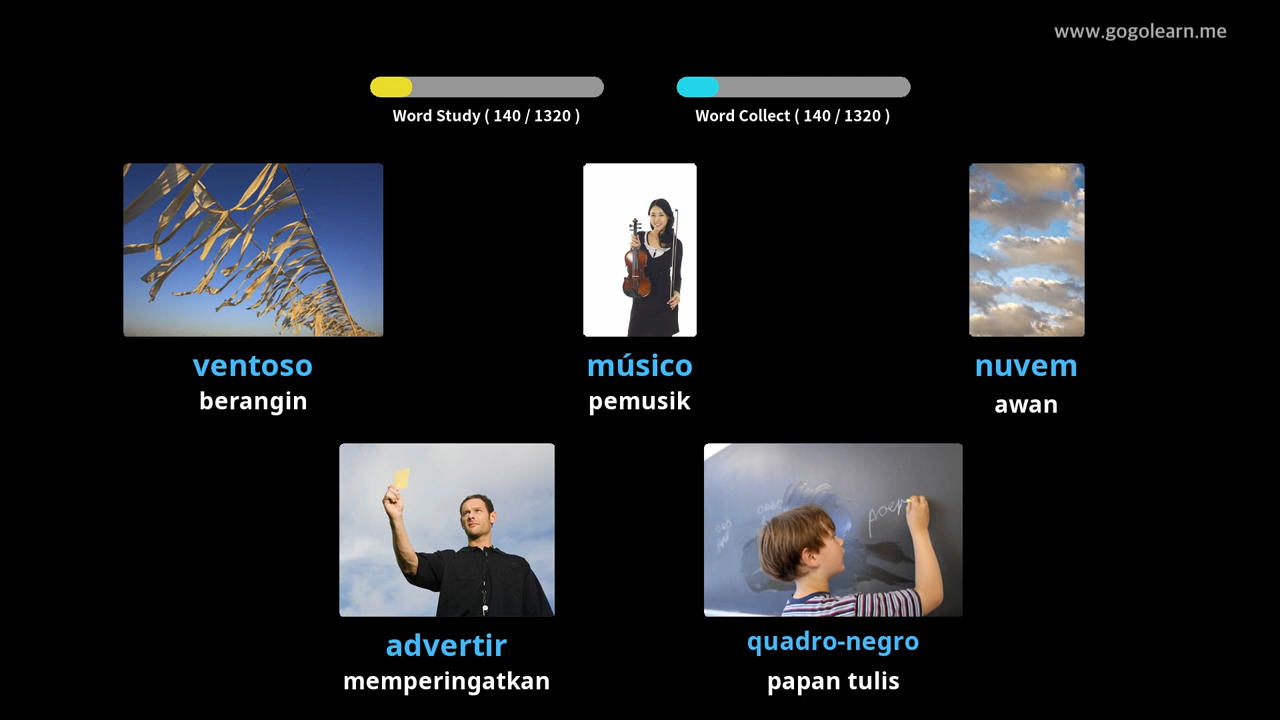 www.gogolearn.me
Word Study ( 140 / 1320 )
Word Collect ( 140 / 1320 )
ventoso
berangin
músico
pemusik
nuvem
awan
advertir
memperingatkan
quadro-negro
papan tulis